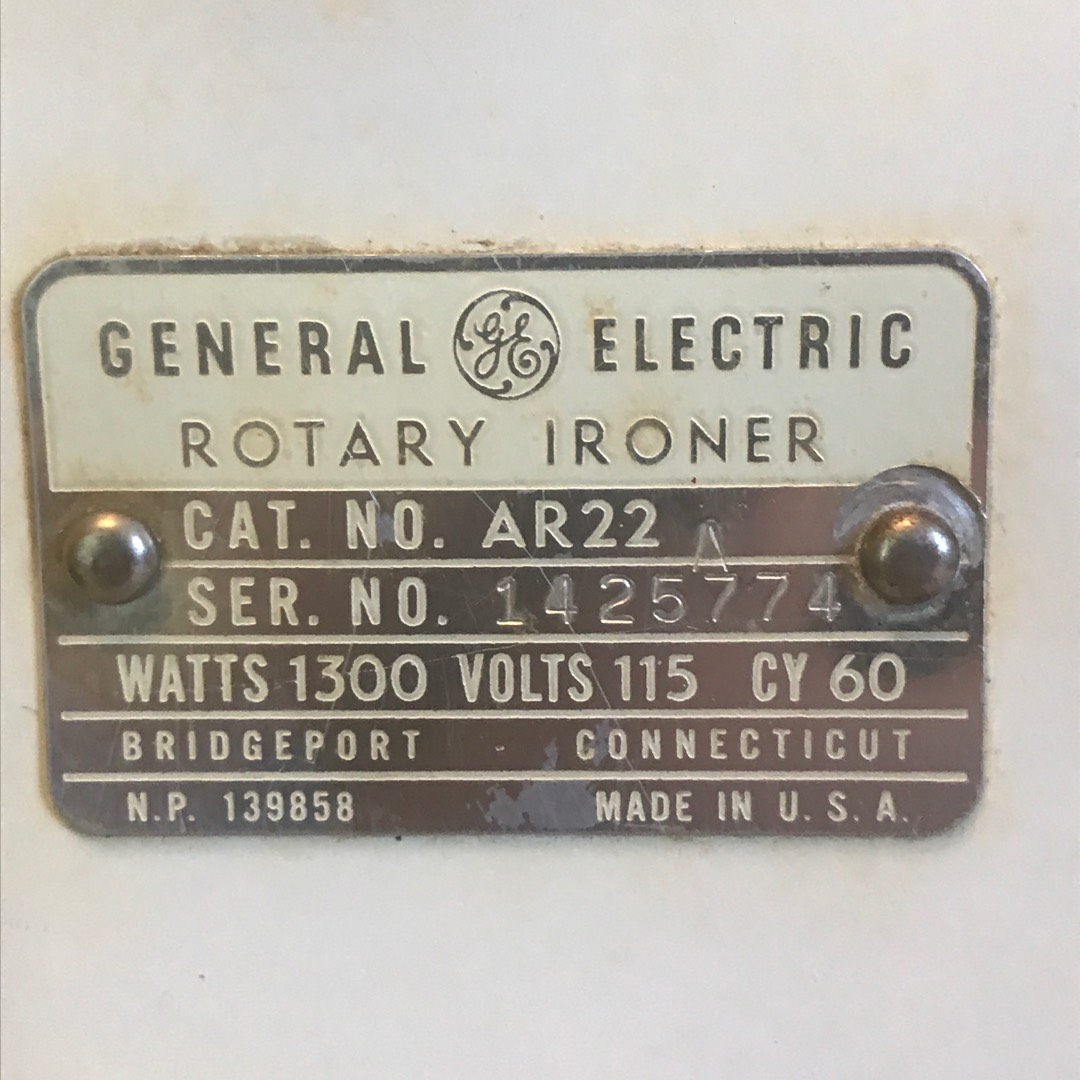 GENERAL GE ELECTRIC
ROTARY IRONER
CAT. NO. AR22 A
SER. NO. 1425774
WATTS 1300 VOLTS 115 CY 60
BRIDGEPORT - CONNECTICUT
N.P. 139858 MADE IN U. S. A.